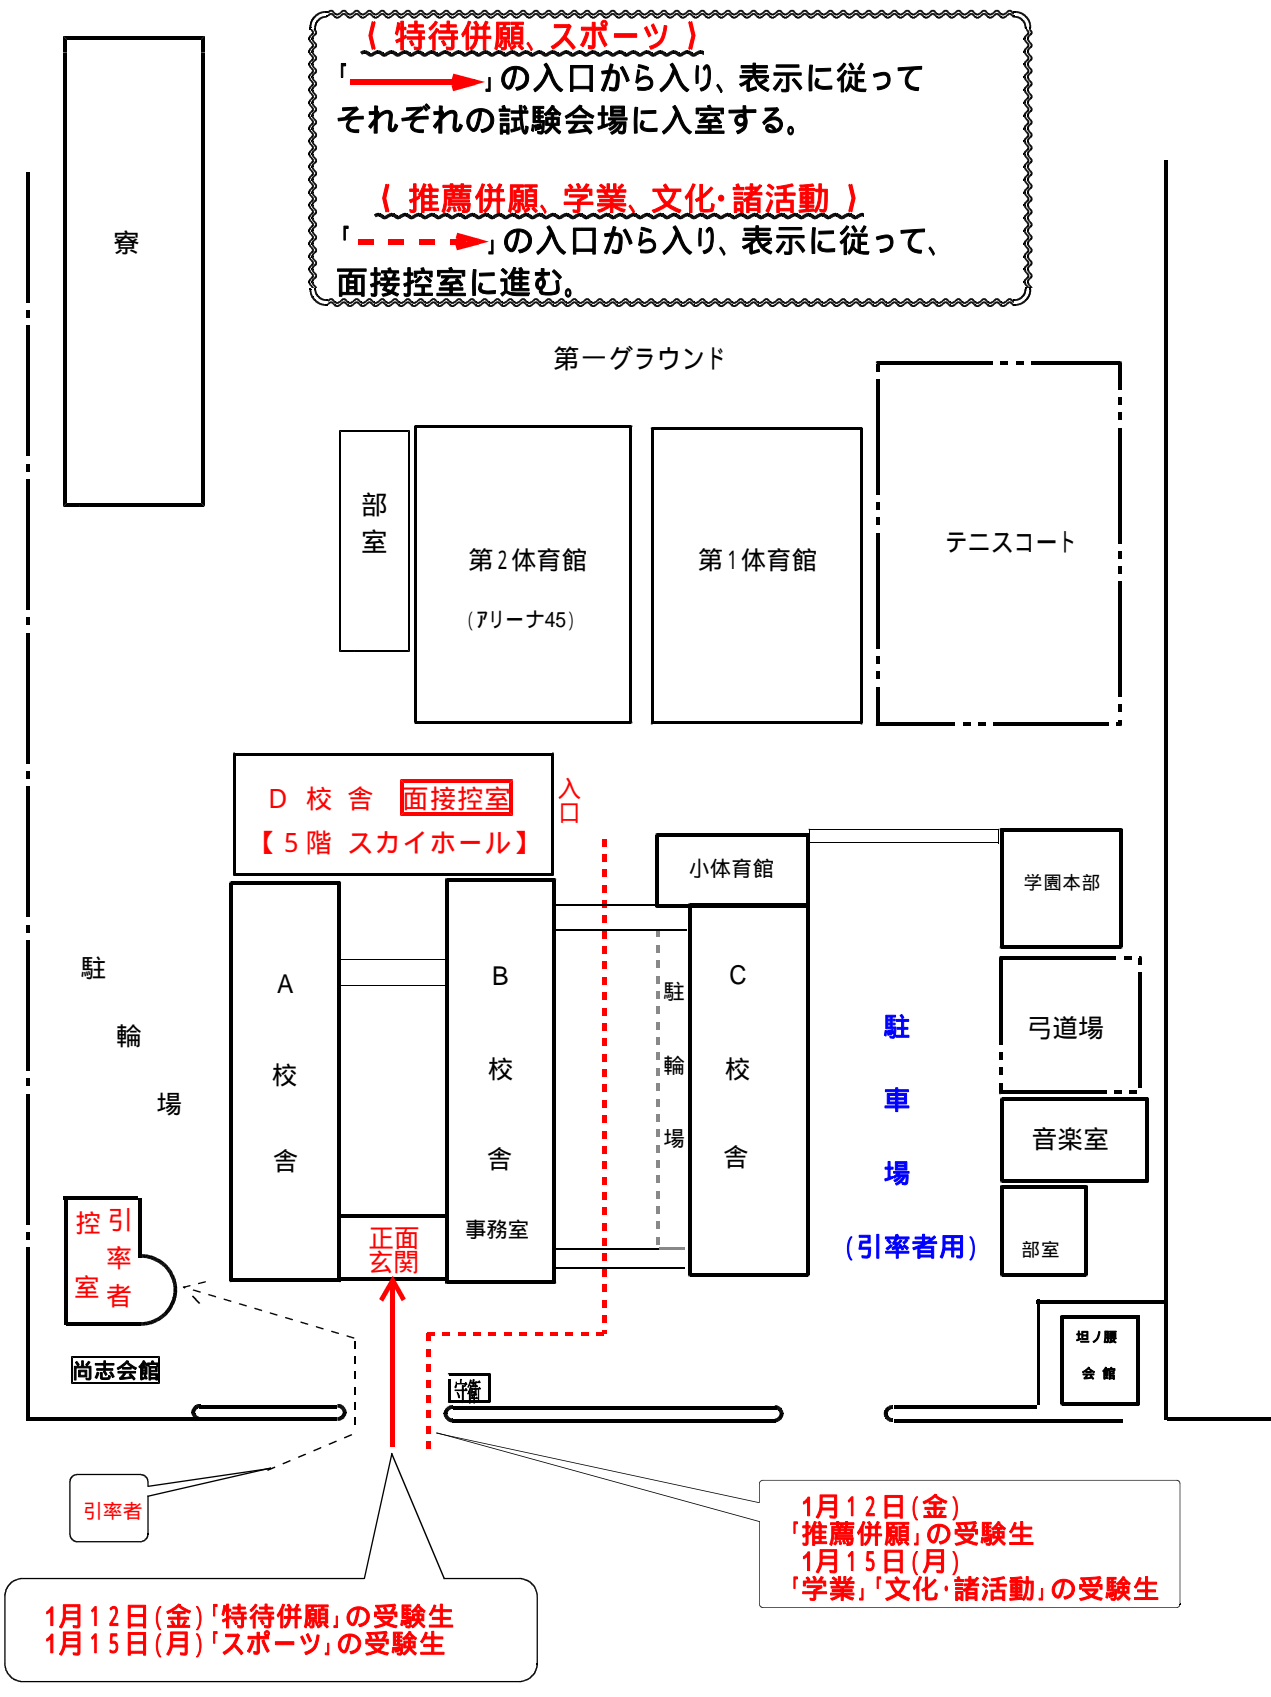 《 特待併願、スポーツ 》
「 」の入口から入り、表示に従って
それぞれの試験会場に入室する。
《 推薦併願、学業、文化・諸活動 》
「 」の入口から入り、表示に従って、
面接控室に進む。
寮
第一グラウンド
部室
第2体育館
(アリーナ45)
第1体育館
テニスコート
D 校 舎 面接控室
【5階 スカイホール】
入口
小体育館
学園本部
駐輪場
A校舎
B校舎
事務室
駐輪場
C校舎
駐車場
(引率者用)
弓道場
音楽室
部室
引率者
控室
正面
玄関
尚志会館
守衛
坦ノ腰
会館
引率者
1月12日(金)
「推薦併願」の受験生
1月15日(月)
「学業」「文化・諸活動」の受験生
1月12日(金)「特待併願」の受験生
1月15日(月)「スポーツ」の受験生